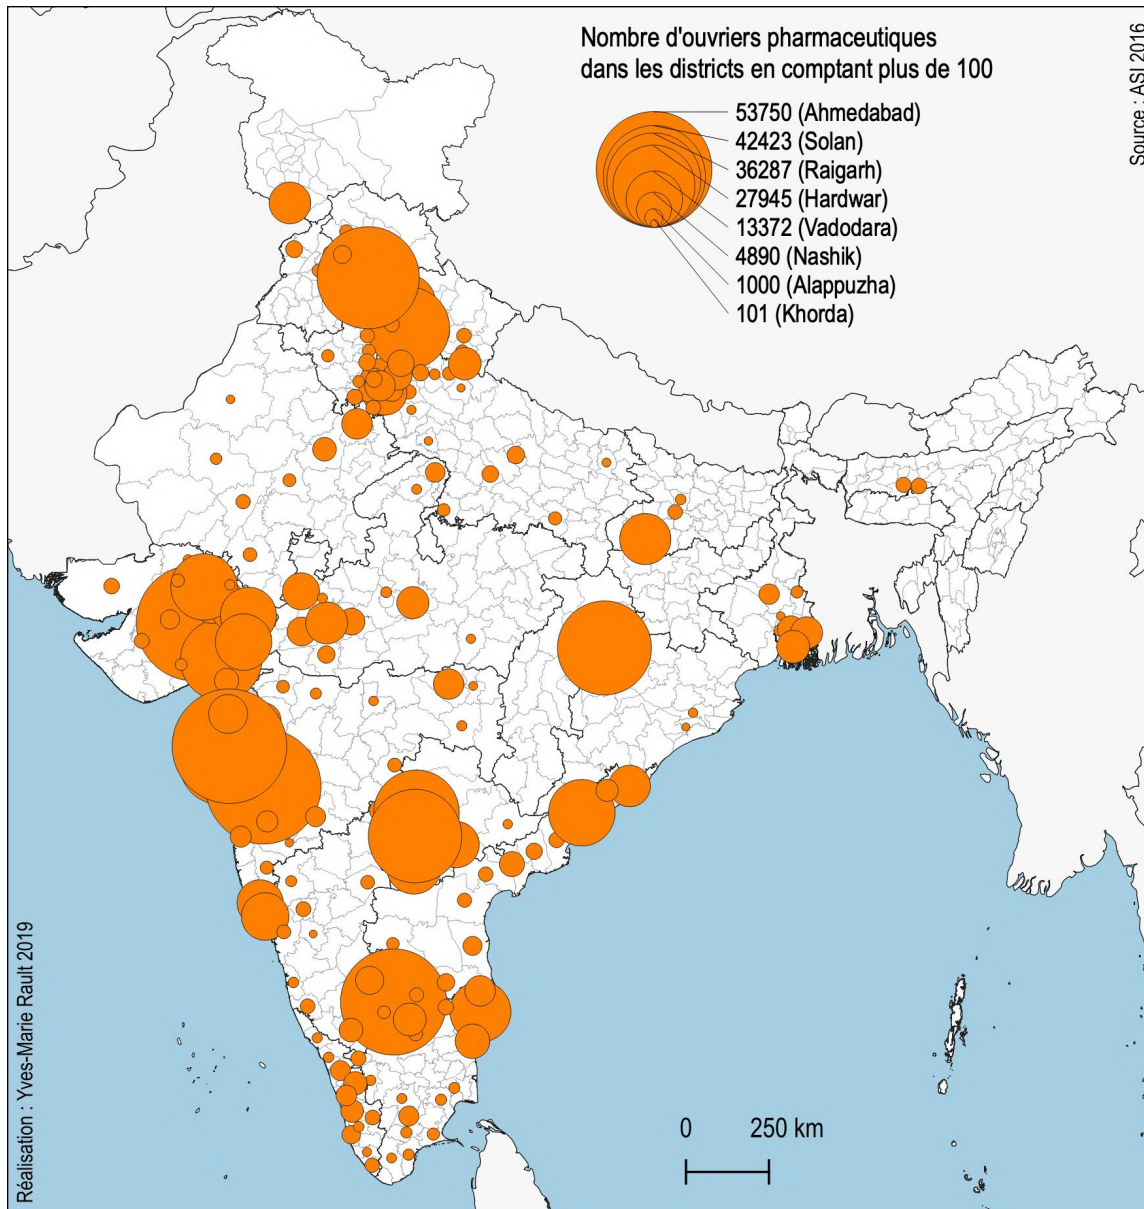 Nombre d'ouvriers pharmaceutiques
dans les districts en comptant plus de 100
53750 (Ahmedabad)
42423 (Solan)
36287 (Raigarh)
27945 (Hardwar)
13372 (Vadodara)
4890 (Nashik)
1000 (Alappuzha)
101 (Khorda)
Source : ASI 2016
Réalisation : Yves-Marie Rault 2019
0 250 km